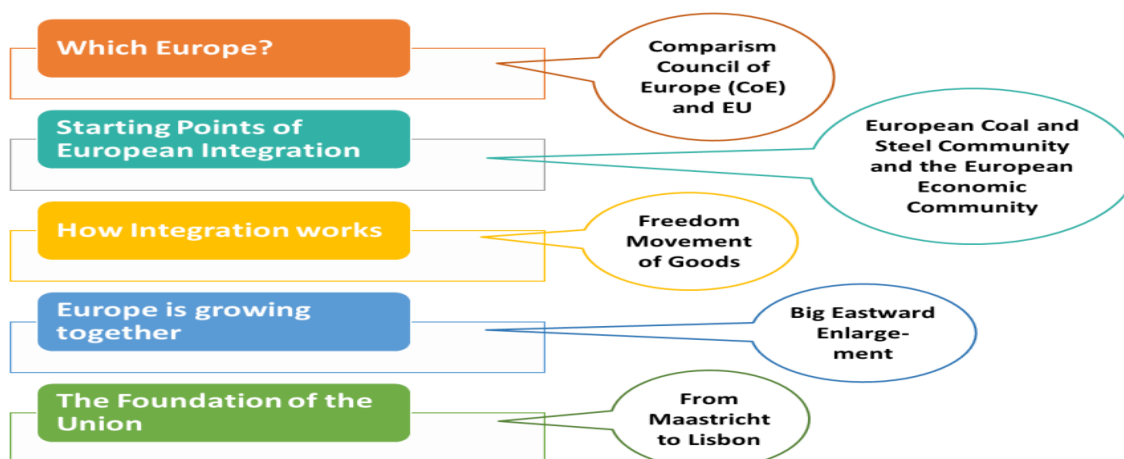 Which Europe?
Comparism
Council of
Europe (CoE)
and EU
Starting Points of
European Integration
European Coal and
Steel Community
and the European
Economic
Community
How Integration works
Freedom
Movement
of Goods
Europe is growing
together
Big Eastward
Enlarge-
ment
The Foundation of the
Union
From
Maastricht
to Lisbon